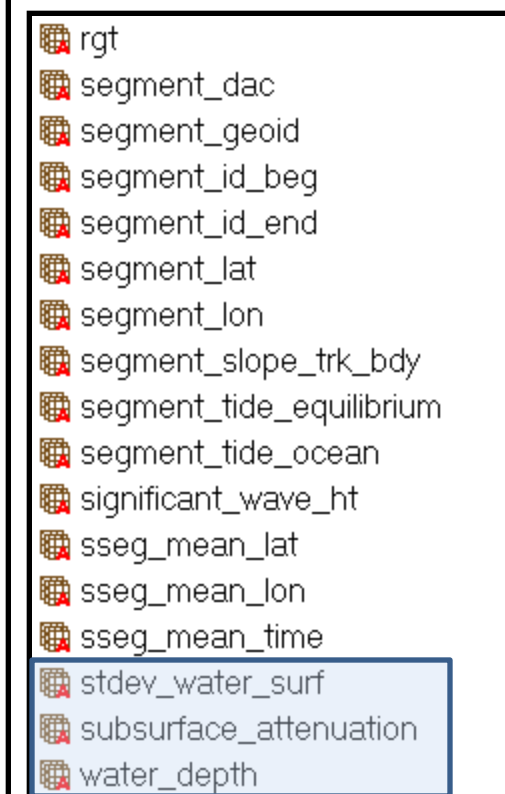 rgt
segment_dac
segment_geoid
segment_id_beg
segment_id_end
segment_lat
segment_lon
segment_slope_trk_bdy
segment_tide_equilibrium
segment_tide_ocean
significant_wave_ht
sseg_mean_lat
sseg_mean_lon
sseg_mean_time
stdev_water_surf
subsurface_attenuation
water_depth